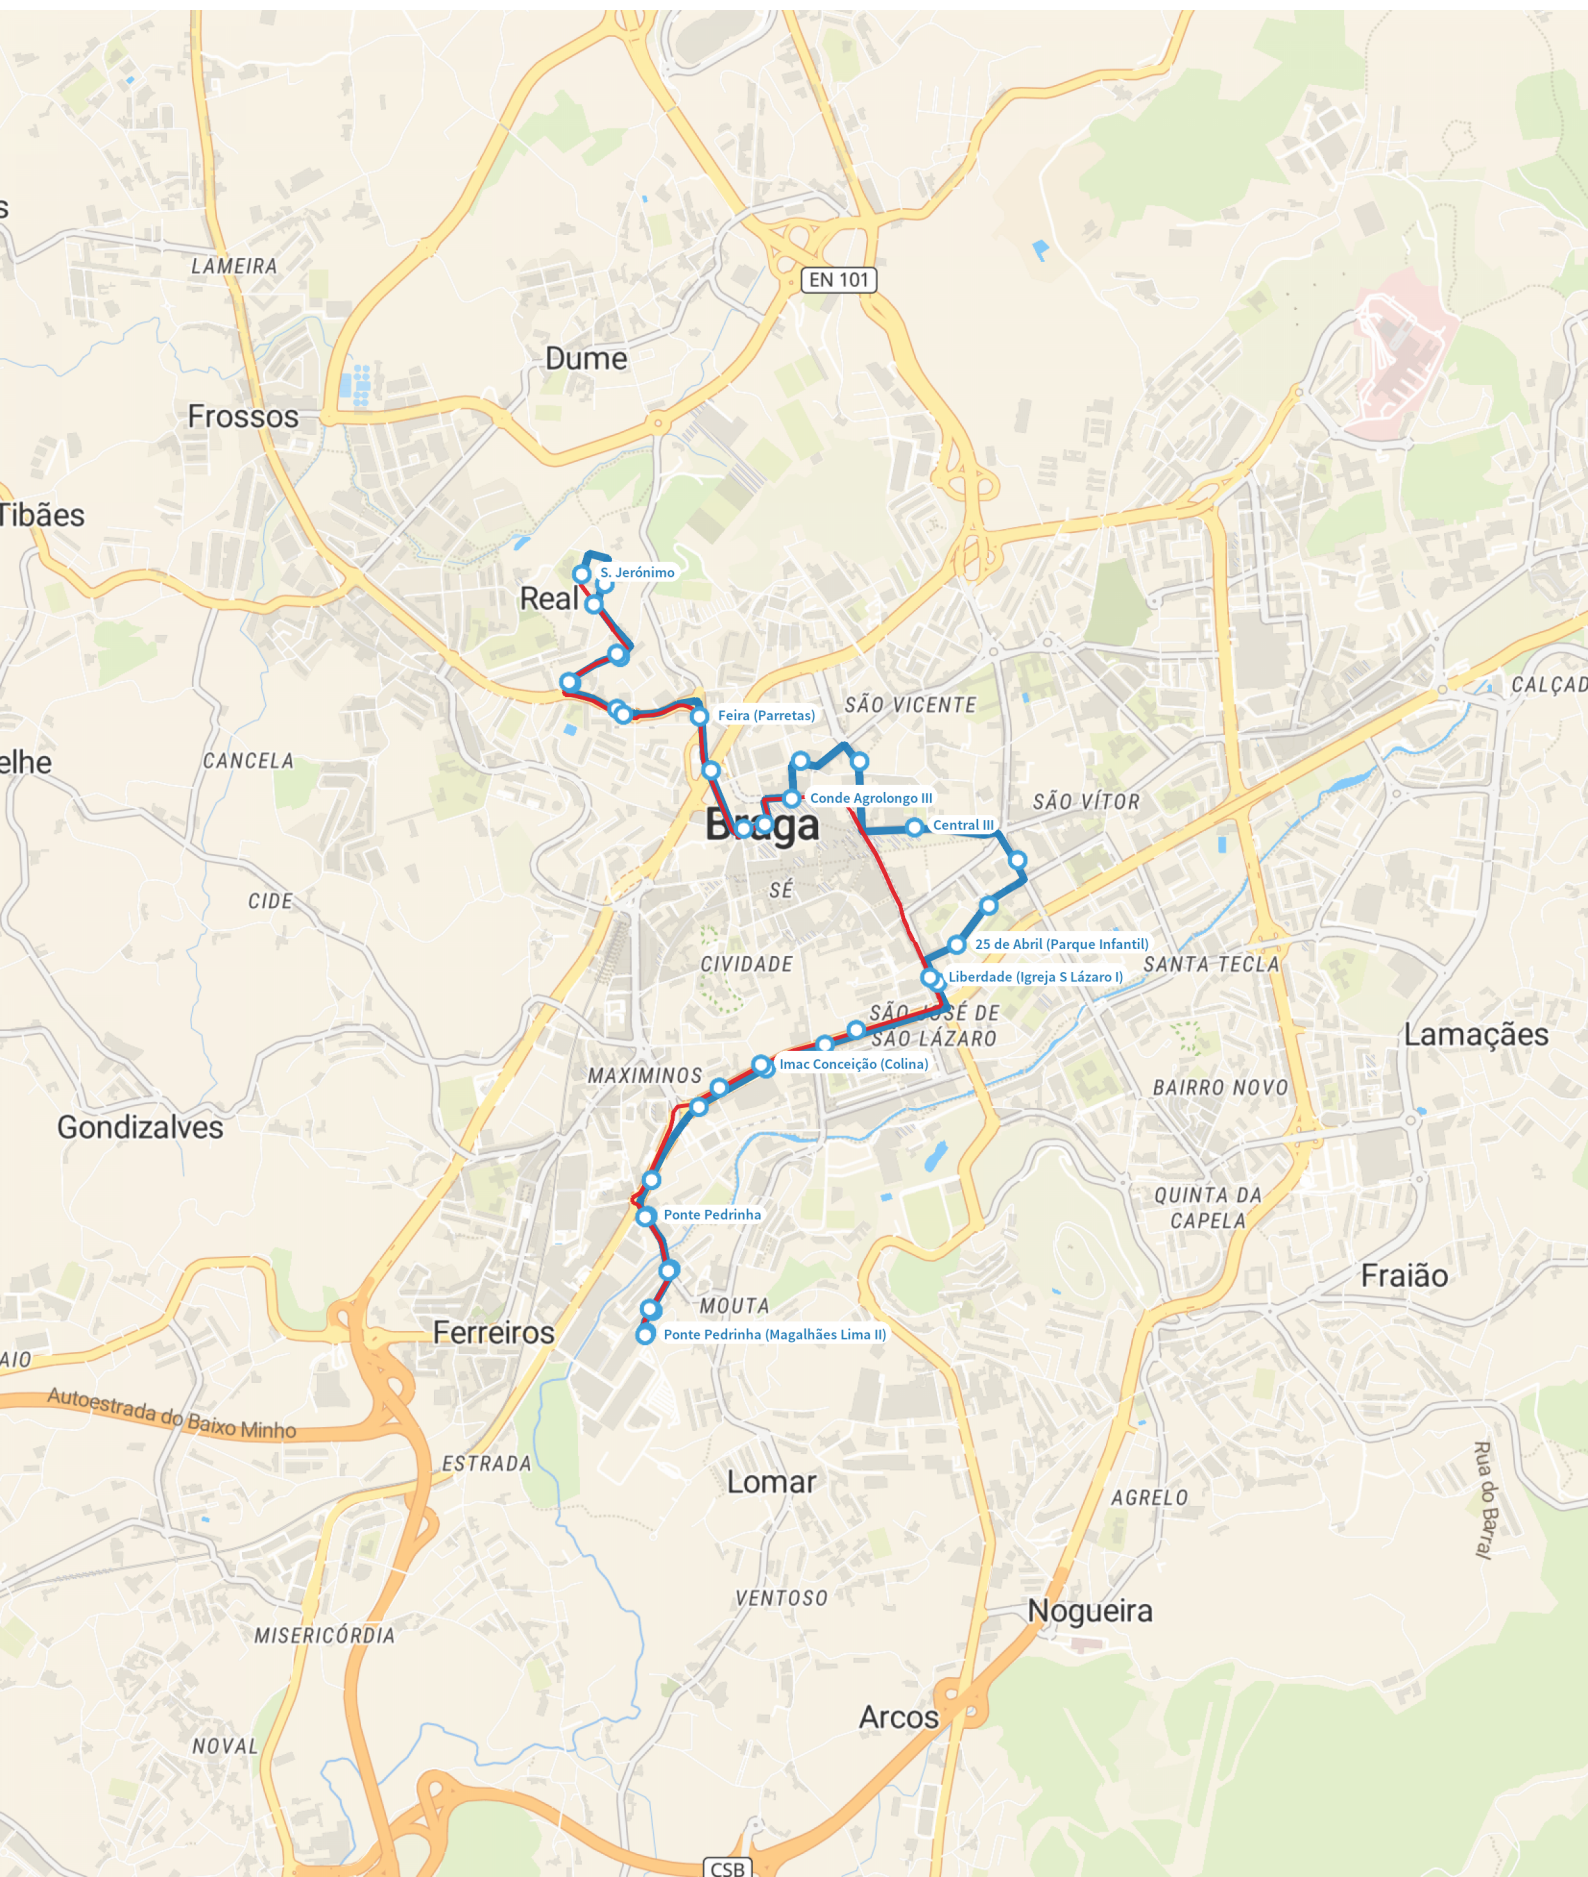 s
LAMEIRA
EN 101
Dume
Frossos
Tibães
S. Jerónimo
Real
CALÇAD
SÃO VICENTE
Feira (Parretas)
elhe
CANCELA
Conde Agrolongo III
SÃO VÍTOR
Braga
Central III
SÉ
CIDE
25 de Abril (Parque Infantil)
CIVIDADE
SANTA TECLA
Liberdade (Igreja S Lázaro I)
SÃO JOSÉ DE
SÃO LÁZARO
Lamaçães
Imac Conceição (Colina)
MAXIMINOS
BAIRRO NOVO
Gondizalves
QUINTA DA
CAPELA
Ponte Pedrinha
Fraião
MOUTA
Ferreiros
Ponte Pedrinha (Magalhães Lima II)
AIO
Autoestrada do Baixo Minho
ESTRADA
Lomar
AGRELO
Rua do Barral
VENTOSO
Nogueira
MISERICÓRDIA
Arcos
NOVAL
CSB